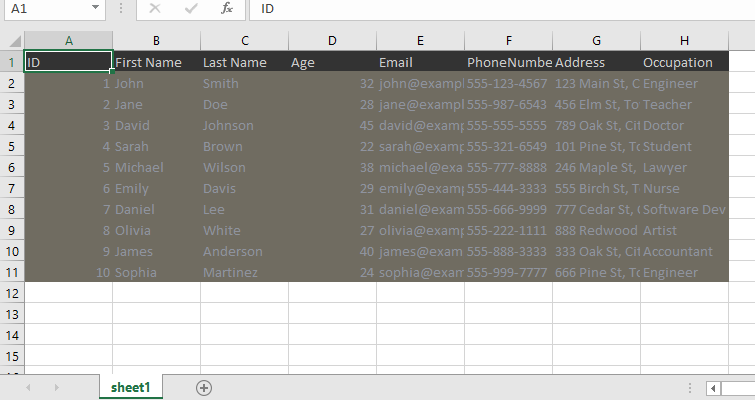 A1 fx ID
A B C D E F G H
1 ID First Name Last Name Age Email PhoneNumbe Address Occupation
2 1 John Smith 32 john@exampl 555-123-4567 123 Main St, C Engineer
3 2 Jane Doe 28 jane@exampl 555-987-6543 456 Elm St, To Teacher
4 3 David Johnson 45 david@examp 555-555-5555 789 Oak St, Cit Doctor
5 4 Sarah Brown 22 sarah@examp 555-321-6549 101 Pine St, To Student
6 5 Michael Wilson 38 michael@exa 555-777-8888 246 Maple St, Lawyer
7 6 Emily Davis 29 emily@examp 555-444-3333 555 Birch St, T Nurse
8 7 Daniel Lee 31 daniel@exam 555-666-9999 777 Cedar St, Software Dev
9 8 Olivia White 27 olivia@examp 555-222-1111 888 Redwood Artist
10 9 James Anderson 40 james@exam 555-888-3333 333 Oak St, Cit Accountant
11 10 Sophia Martinez 24 sophia@exam 555-999-7777 666 Pine St, To Engineer
12
13
14
15
sheet1